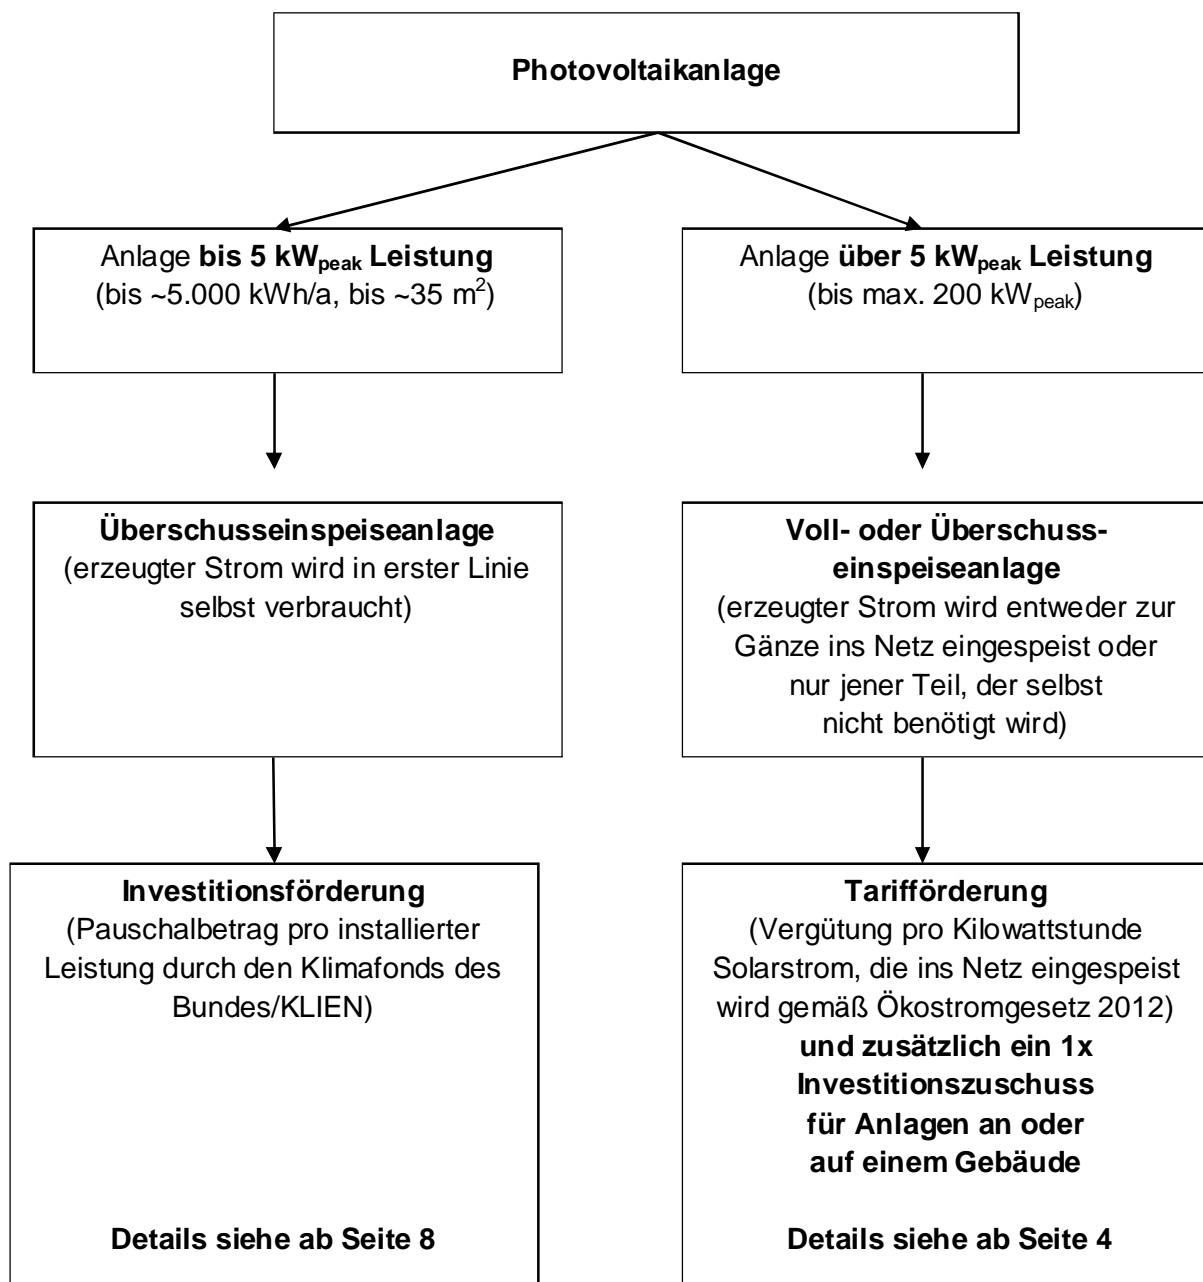 Photovoltaikanlage
Anlage bis 5 kWpeak Leistung
(bis ~5.000 kWh/a, bis ~35 m²)
Anlage über 5 kWpeak Leistung
(bis max. 200 kWpeak)
Überschusseinspeiseanlage
(erzeugter Strom wird in erster Linie
selbst verbraucht)
Voll- oder Überschuss-
einspeiseanlage
(erzeugter Strom wird entweder zur
Gänze ins Netz eingespeist oder
nur jener Teil, der selbst
nicht benötigt wird)
Investitionsförderung
(Pauschalbetrag pro installierter
Leistung durch den Klimafonds des
Bundes/KLIEN)
Details siehe ab Seite 8
Tarifförderung
(Vergütung pro Kilowattstunde
Solarstrom, die ins Netz eingespeist
wird gemäß Ökostromgesetz 2012)
und zusätzlich ein 1x
Investitionszuschuss
für Anlagen an oder
auf einem Gebäude
Details siehe ab Seite 4